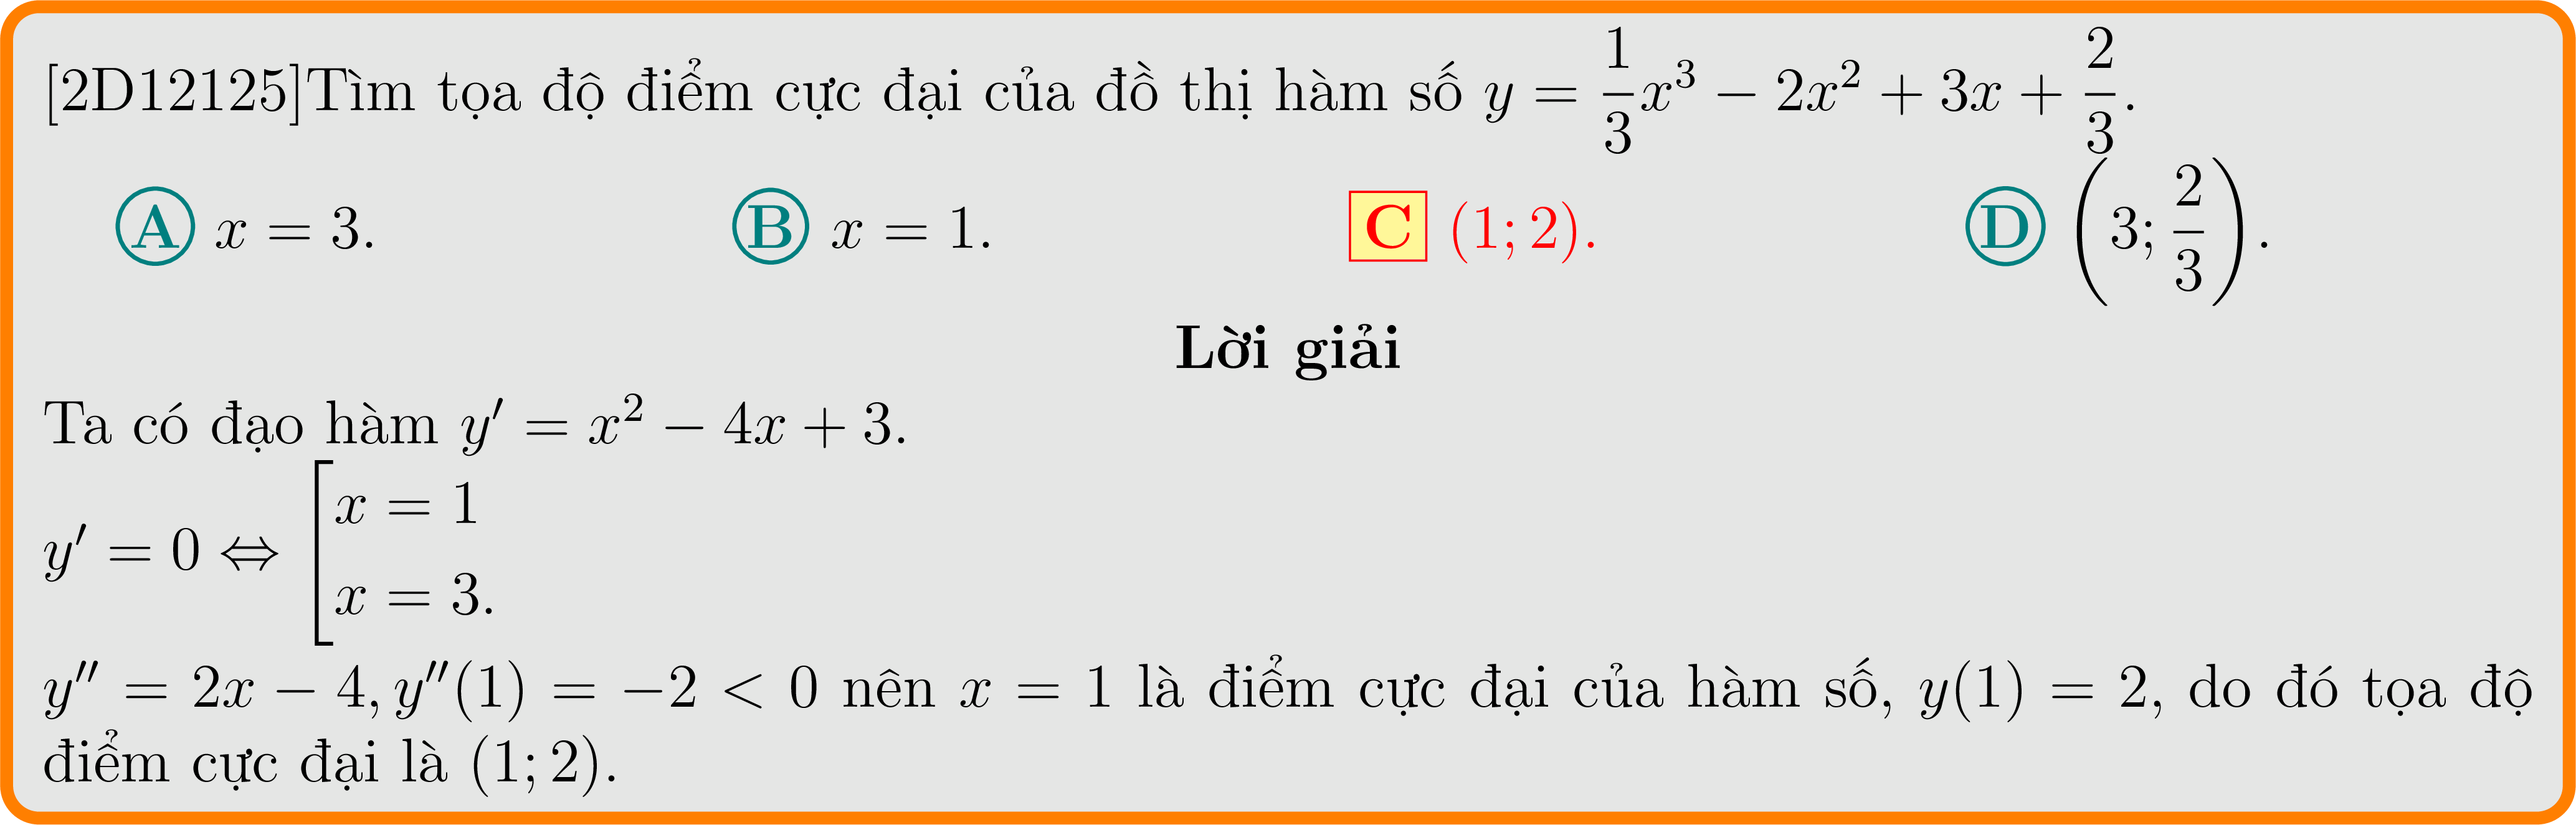 [2D12125]Tìm tọa độ điểm cực đại của đồ thị hàm số $y = \dfrac{1}{3}x^3 - 2x^2 + 3x + \dfrac{2}{3}$.
A $x = 3$. B $x = 1$. C $(1; 2)$. D $\left(3; \dfrac{2}{3}\right)$.
Lời giải
Ta có đạo hàm $y' = x^2 - 4x + 3$.
$y' = 0 \Leftrightarrow \left[\begin{array}{l} x = 1 \\ x = 3. \end{array}\right.$
$y'' = 2x - 4, y''(1) = -2 < 0$ nên $x = 1$ là điểm cực đại của hàm số, $y(1) = 2$, do đó tọa độ
điểm cực đại là $(1; 2)$.